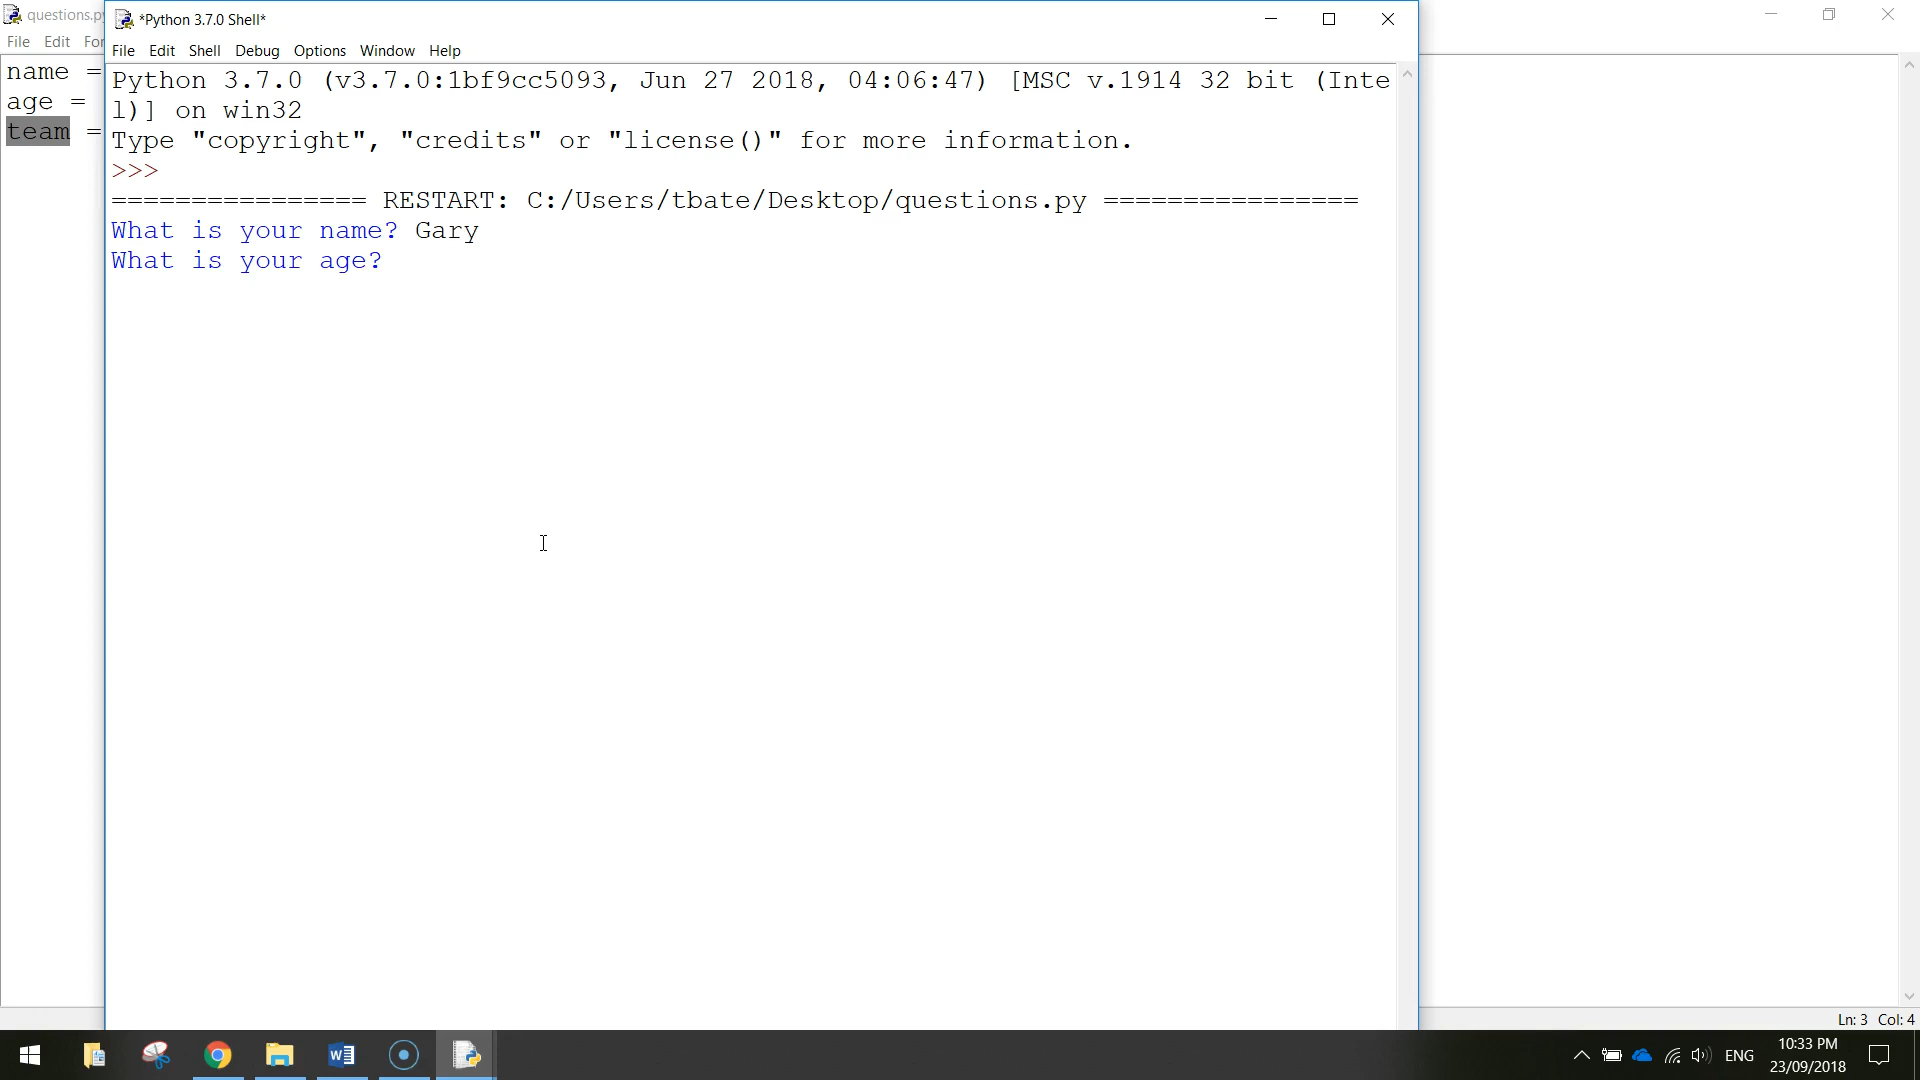 questions.py
*Python 3.7.0 Shell*
File Edit For
File Edit Shell Debug Options Window Help
name =
age =
team =
Python 3.7.0 (v3.7.0:1bf9cc5093, Jun 27 2018, 04:06:47) [MSC v.1914 32 bit (Inte
l)] on win32
Type "copyright", "credits" or "license()" for more information.
>>>
================ RESTART: C:/Users/tbate/Desktop/questions.py ================
What is your name? Gary
What is your age?
Ln: 3 Col: 4
ENG
10:33 PM
23/09/2018